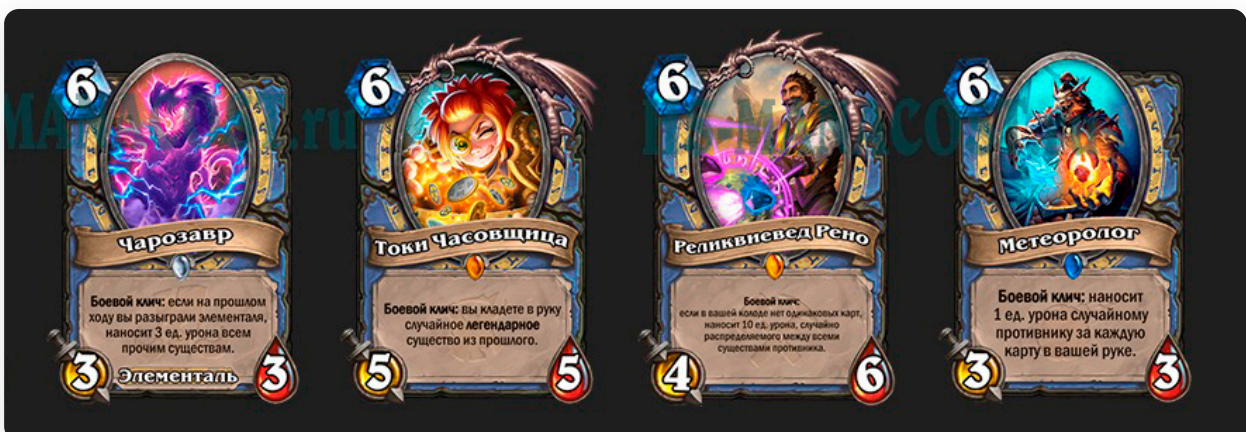 6
Чарозавр
Боевой клич: если на прошлом
ходу вы разыграли элементаля,
наносит 3 ед. урона всем
прочим существам.
3
Элементаль
3
6
Токи Часовщица
Боевой клич: вы кладете в руку
случайное легендарное
существо из прошлого.
5
5
6
Реликвиевед Рено
Боевой клич:
если в вашей колоде нет одинаковых карт,
наносит 10 ед. урона, случайно
распределяемого между всеми
существами противника.
4
6
6
Метеоролог
Боевой клич: наносит
1 ед. урона случайному
противнику за каждую
карту в вашей руке.
3
3